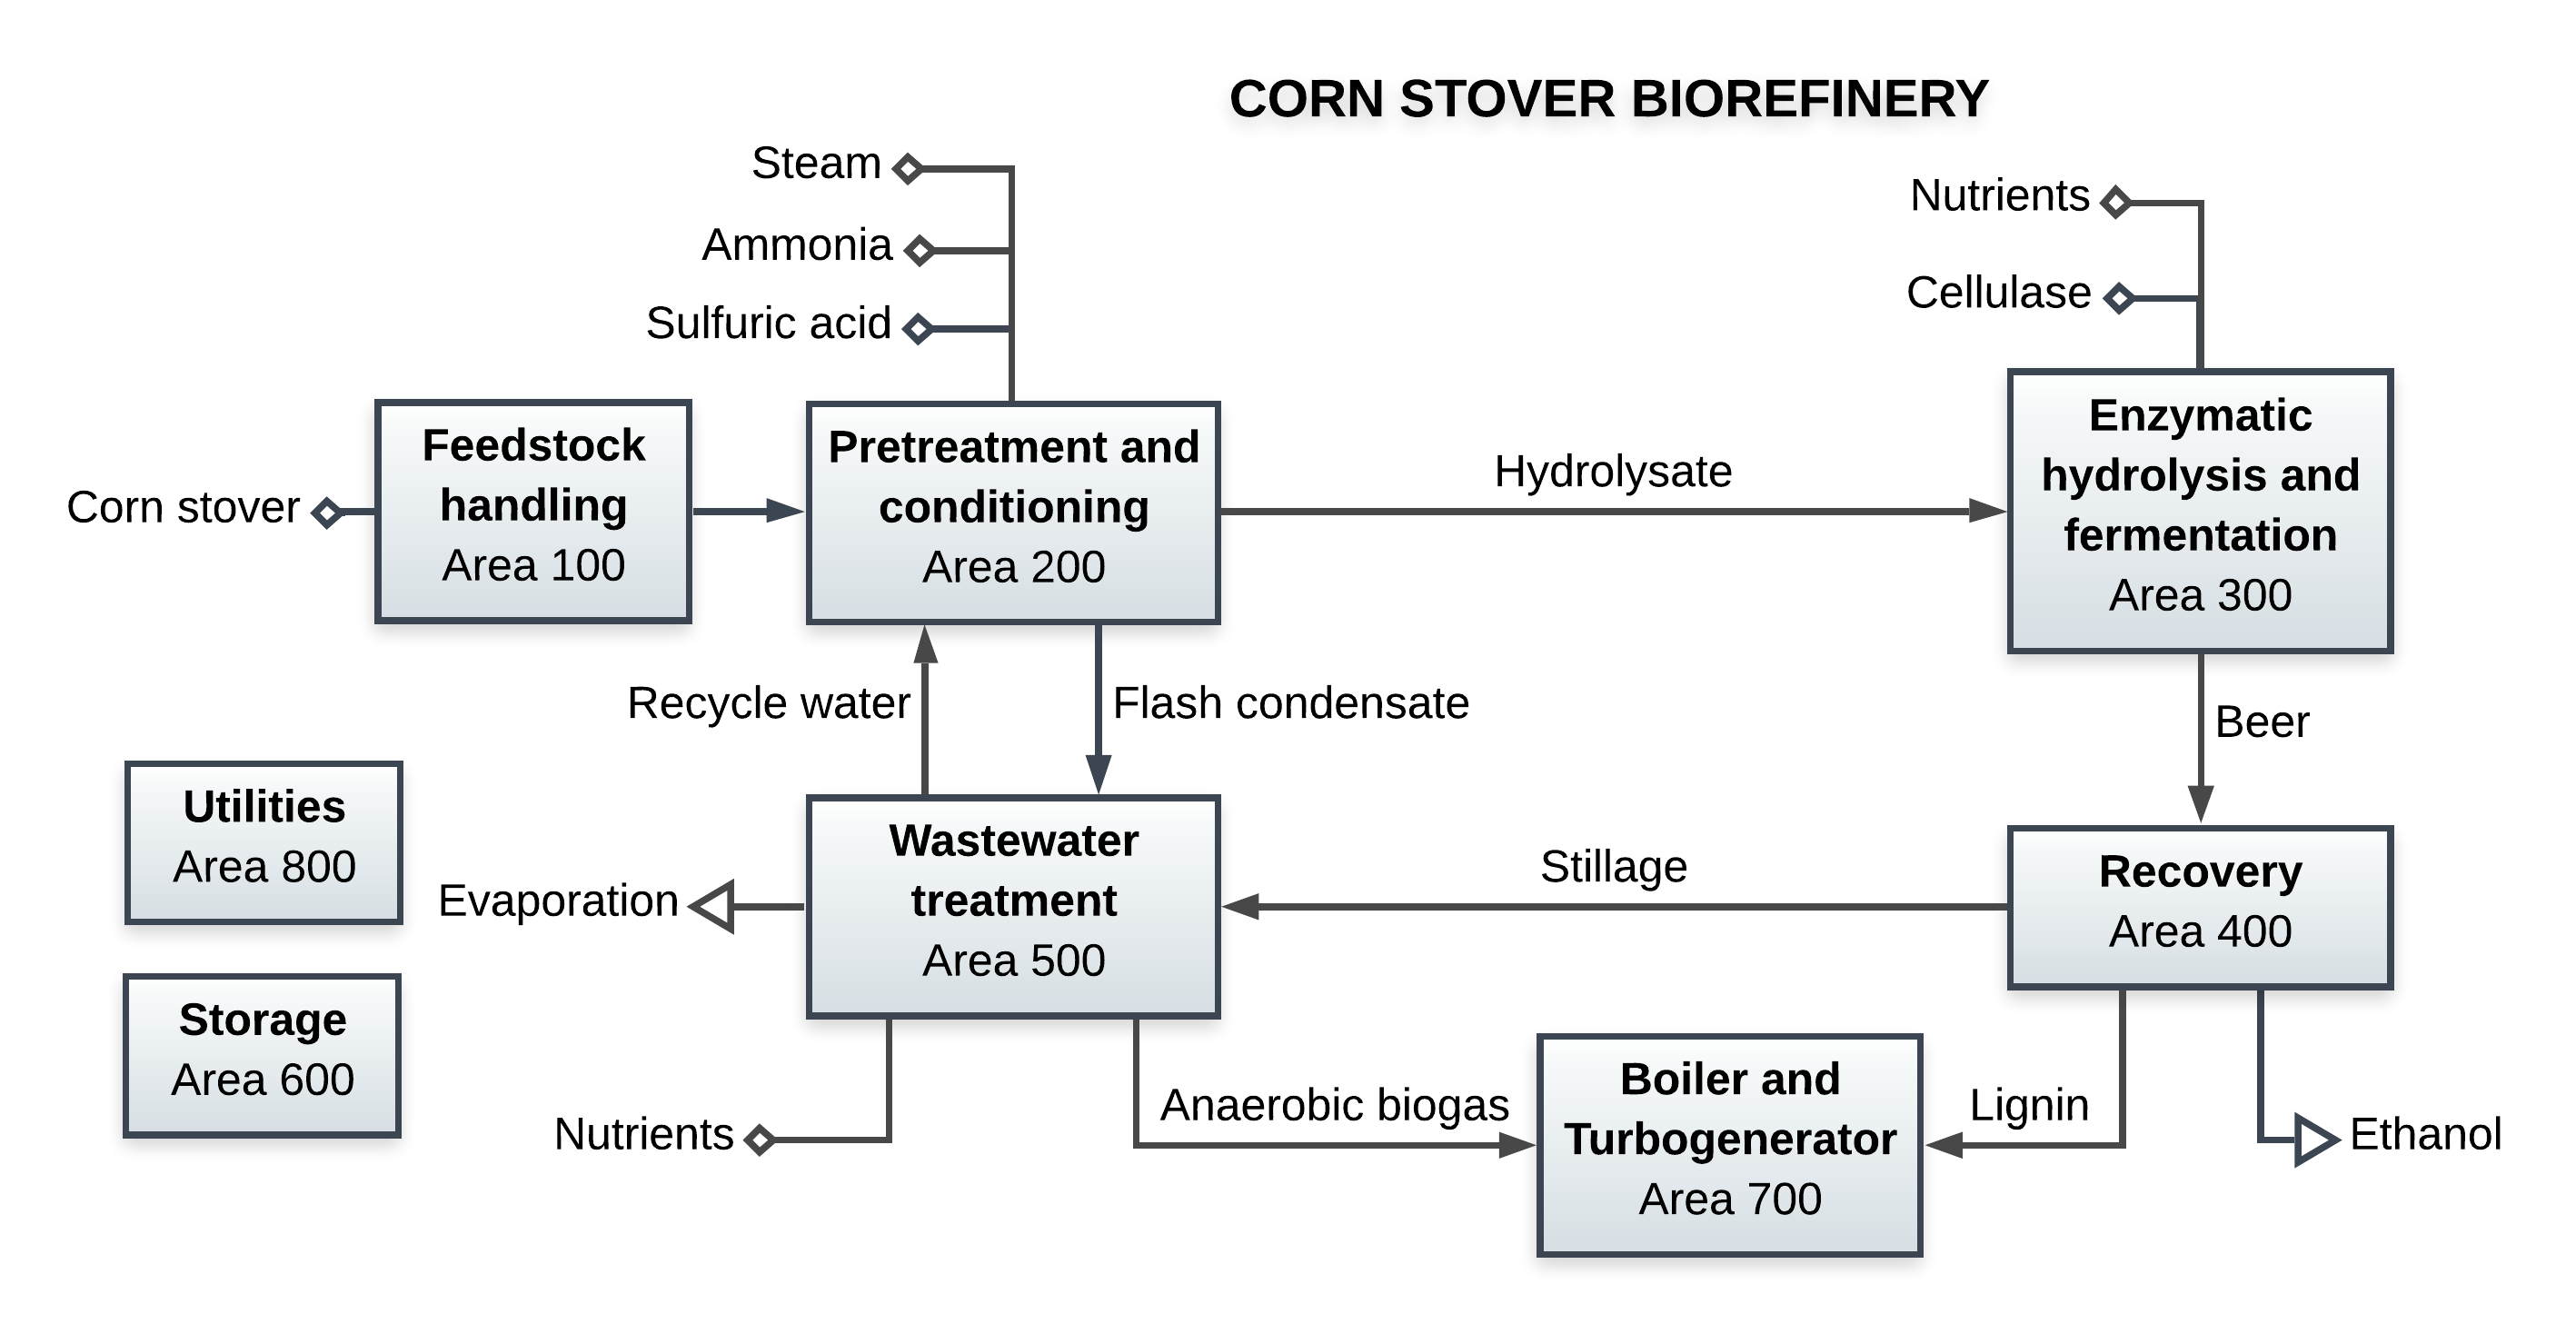 CORN STOVER BIOREFINERY
Steam
Ammonia
Sulfuric acid
Nutrients
Cellulase
Corn stover
Feedstock
handling
Area 100
Pretreatment and
conditioning
Area 200
Hydrolysate
Enzymatic
hydrolysis and
fermentation
Area 300
Recycle water
Flash condensate
Beer
Utilities
Area 800
Storage
Area 600
Evaporation
Wastewater
treatment
Area 500
Stillage
Recovery
Area 400
Nutrients
Anaerobic biogas
Boiler and
Turbogenerator
Area 700
Lignin
Ethanol